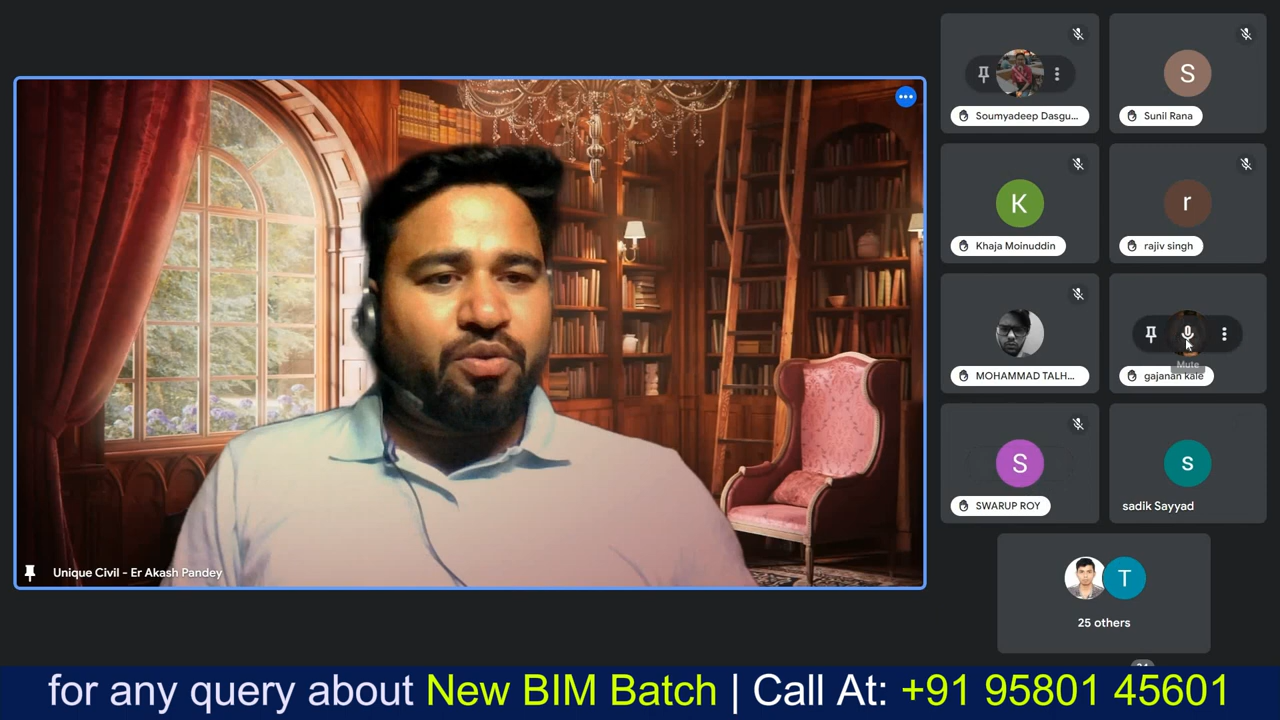 Soumyadeep Dasgu...
S
Sunil Rana
K
Khaja Moinuddin
r
rajiv singh
MOHAMMAD TALH...
Mute
gajanan kale
S
SWARUP ROY
s
sadik Sayyad
T
25 others
Unique Civil - Er Akash Pandey
for any query about New BIM Batch | Call At: +91 95801 45601